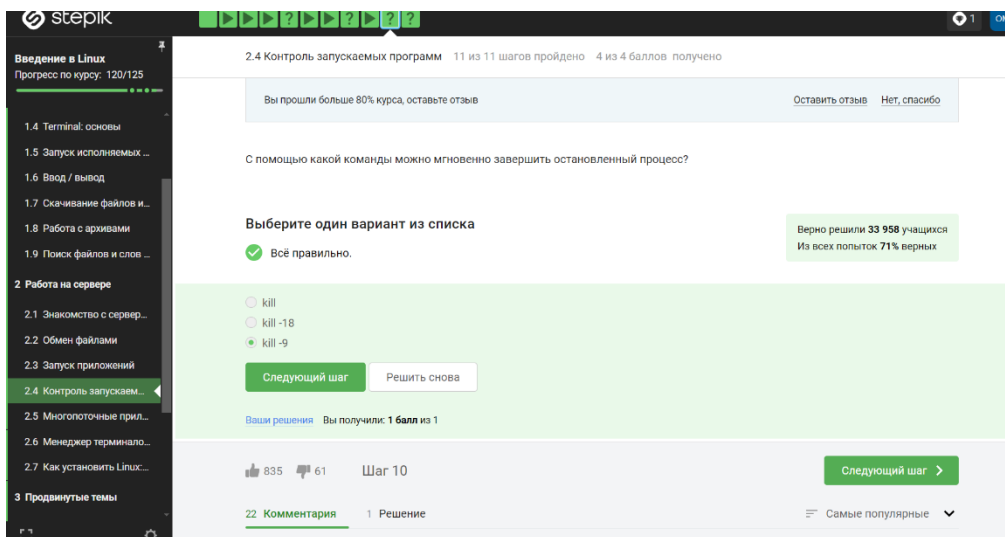 stepik
? ? ? ?
1
Введение в Linux
Прогресс по курсу: 120/125
1.4 Terminal: основы
1.5 Запуск исполняемых ...
1.6 Ввод / вывод
1.7 Скачивание файлов и...
1.8 Работа с архивами
1.9 Поиск файлов и слов ...
2 Работа на сервере
2.1 Знакомство с сервер...
2.2 Обмен файлами
2.3 Запуск приложений
2.4 Контроль запускаем...
2.5 Многопоточные прил...
2.6 Менеджер терминало...
2.7 Как установить Linux:...
3 Продвинутые темы
2.4 Контроль запускаемых программ 11 из 11 шагов пройдено 4 из 4 баллов получено
Вы прошли больше 80% курса, оставьте отзыв
Оставить отзыв Нет, спасибо
С помощью какой команды можно мгновенно завершить остановленный процесс?
Выберите один вариант из списка
Всё правильно.
Верно решили 33 958 учащихся
Из всех попыток 71% верных
kill
kill -18
kill -9
Следующий шаг Решить снова
Ваши решения Вы получили: 1 балл из 1
835 61 Шаг 10
Следующий шаг
22 Комментария 1 Решение
Самые популярные